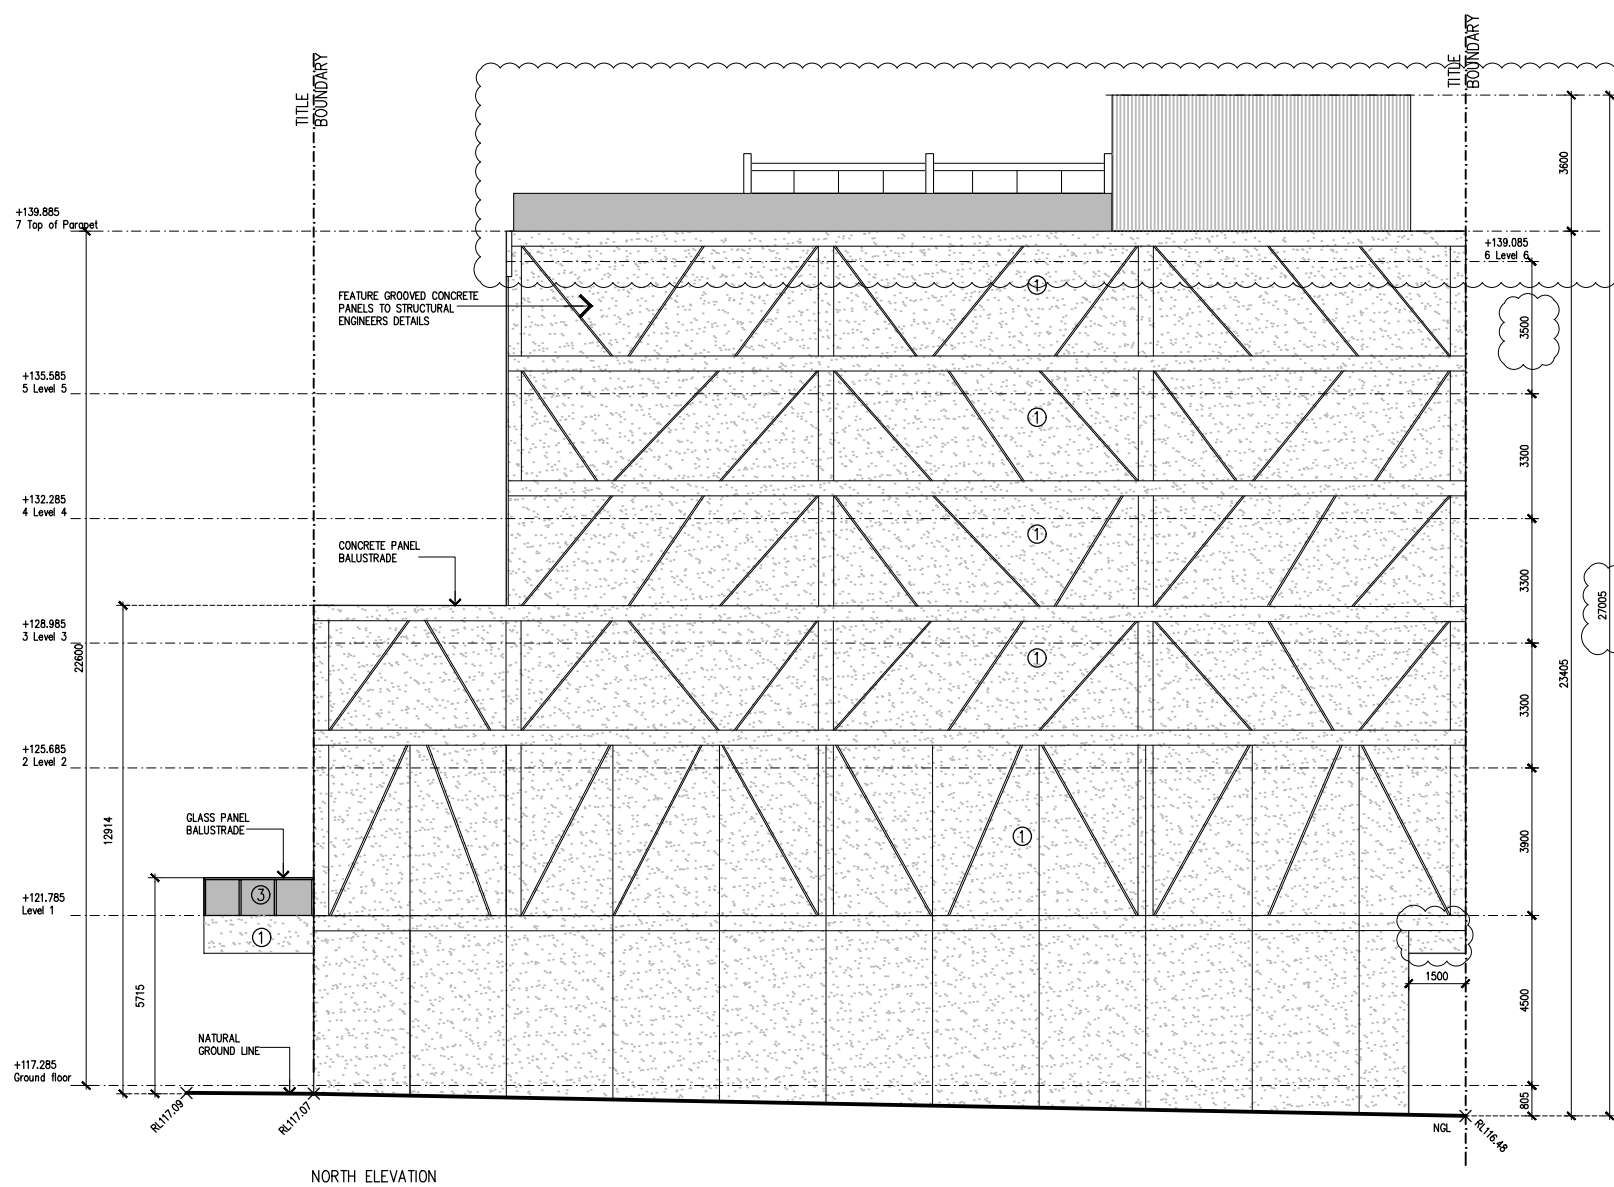 TITLE
BOUNDARY
TITLE
BOUNDARY
3600
+139.885
7 Top of Parapet
+139.085
6 Level 6
1
FEATURE GROOVED CONCRETE
PANELS TO STRUCTURAL
ENGINEERS DETAILS
3500
+135.585
5 Level 5
1
3300
+132.285
4 Level 4
1
CONCRETE PANEL
BALUSTRADE
3300
27005
+128.985
3 Level 3
22600
1
23405
3300
+125.685
2 Level 2
GLASS PANEL
BALUSTRADE
12914
1
3900
3
+121.785
Level 1
1
1500
5715
4500
NATURAL
GROUND LINE
+117.285
Ground floor
805
RL117.09
RL117.07
NGL
RL116.48
NORTH ELEVATION